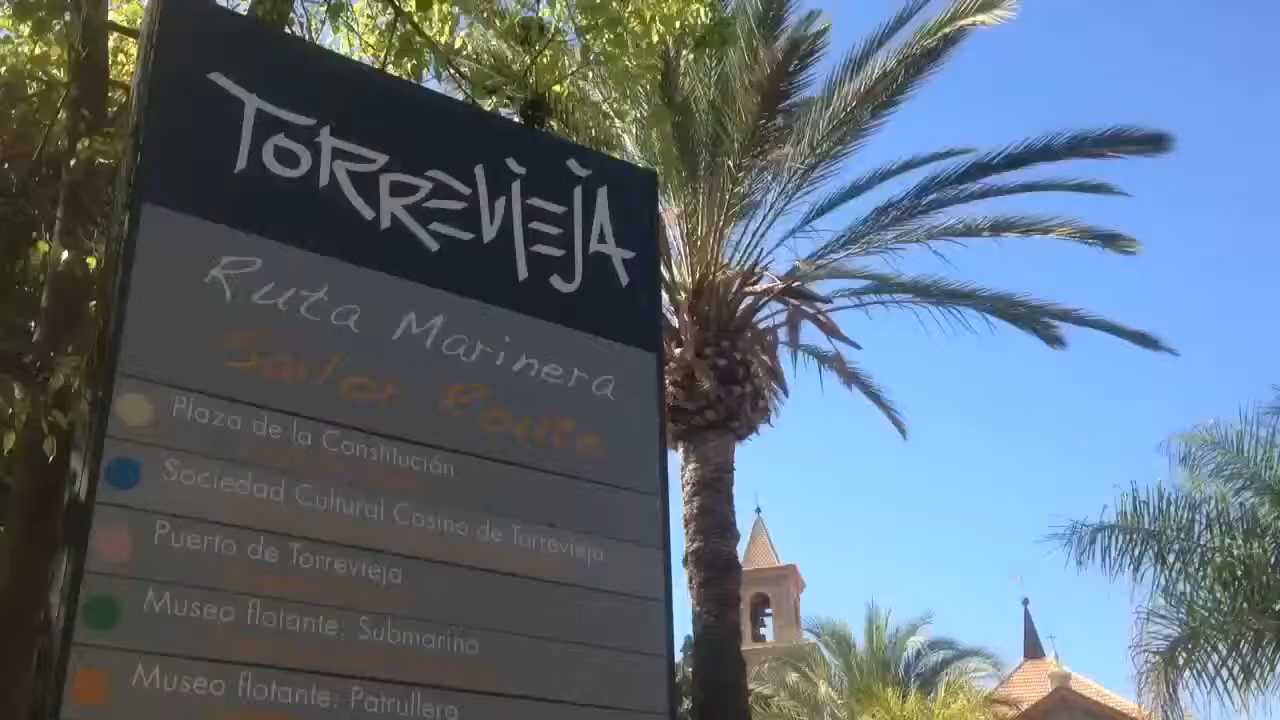 TORREVIEJA
Ruta Marinera
Sailor Route
Plaza de la Constitución
Sociedad Cultural Casino de Torrevieja
Puerto de Torrevieja
Museo flotante: Submarino
Museo flotante: Patrullera